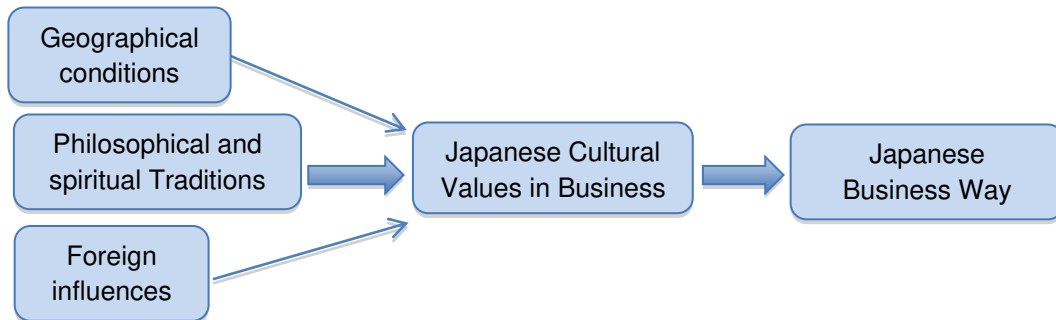 Geographical
conditions
Philosophical and
spiritual Traditions
Foreign
influences
Japanese Cultural
Values in Business
Japanese
Business Way